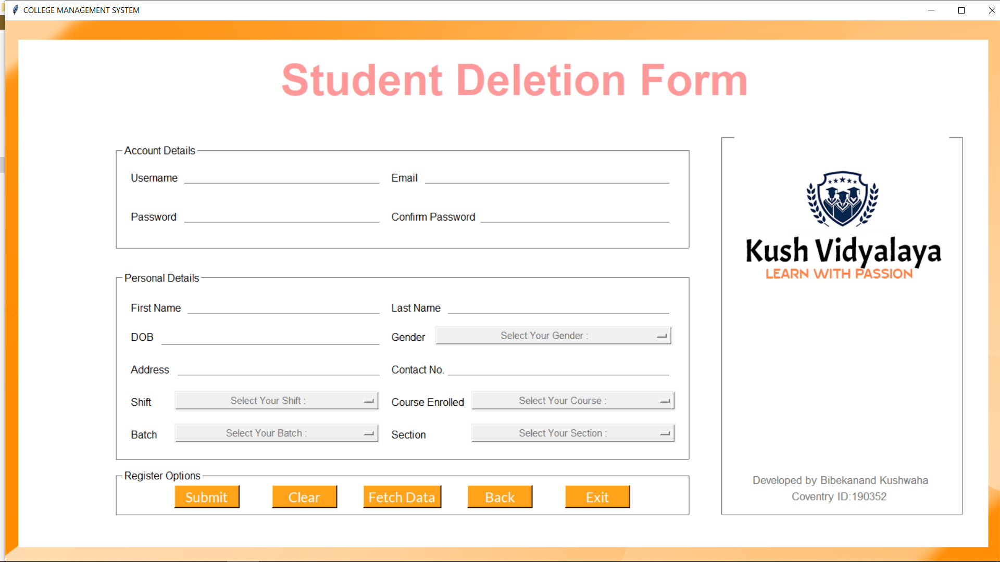 COLLEGE MANAGEMENT SYSTEM
Student Deletion Form
Account Details
Username
Email
Password
Confirm Password
Personal Details
First Name
Last Name
DOB
Gender
Select Your Gender :
Address
Contact No.
Shift
Select Your Shift :
Course Enrolled
Select Your Course :
Batch
Select Your Batch :
Section
Select Your Section :
Register Options
Submit
Clear
Fetch Data
Back
Exit
Kush Vidyalaya
LEARN WITH PASSION
Developed by Bibekanand Kushwaha
Coventry ID:190352